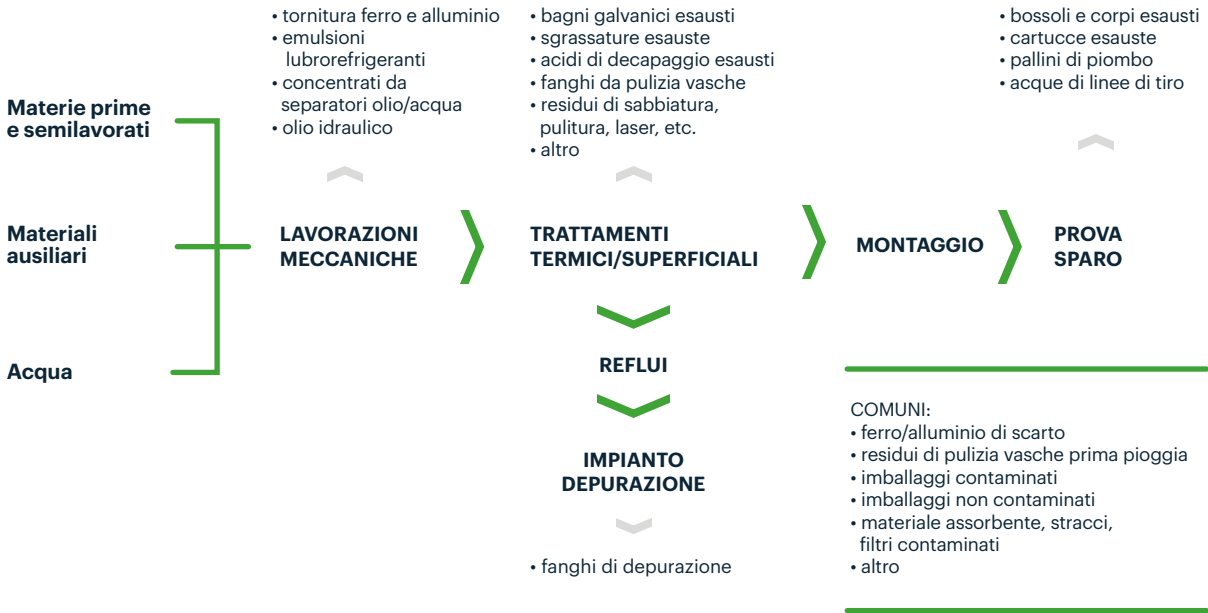 • tornitura ferro e alluminio
• emulsioni
lubrorefrigeranti
• concentrati da
separatori olio/acqua
• olio idraulico
• bagni galvanici esausti
• sgrassature esauste
• acidi di decapaggio esausti
• fanghi da pulizia vasche
• residui di sabbiatura,
pulitura, laser, etc.
• altro
• bossoli e corpi esausti
• cartucce esauste
• pallini di piombo
• acque di linee di tiro
Materie prime
e semilavorati
Materiali
ausiliari
Acqua
LAVORAZIONI
MECCANICHE
TRATTAMENTI
TERMICI/SUPERFICIALI
MONTAGGIO
PROVA
SPARO
REFLUI
IMPIANTO
DEPURAZIONE
• fanghi di depurazione
COMUNI:
• ferro/alluminio di scarto
• residui di pulizia vasche prima pioggia
• imballaggi contaminati
• imballaggi non contaminati
• materiale assorbente, stracci,
filtri contaminati
• altro